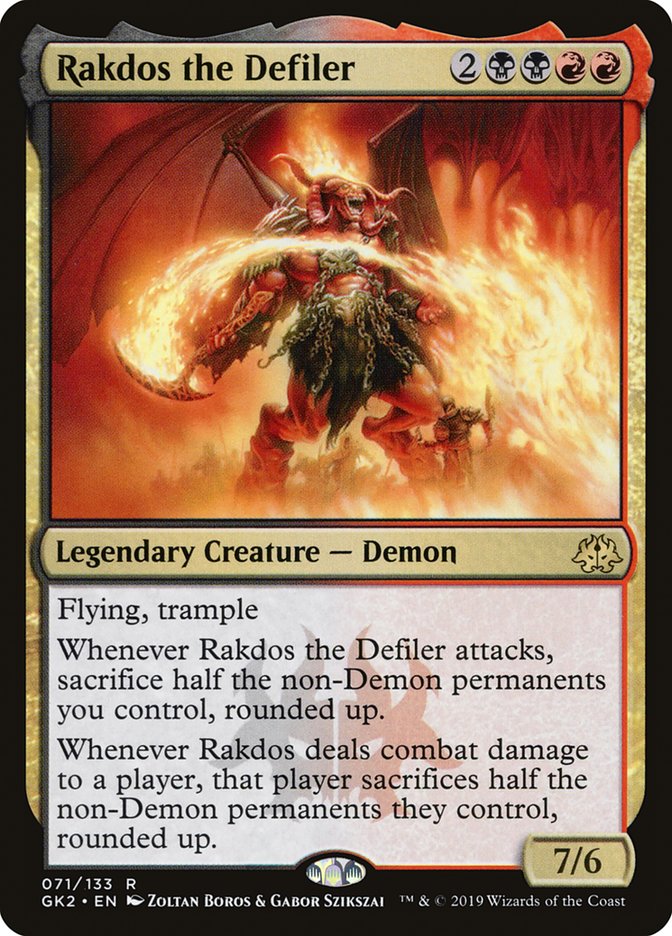 Rakdos the Defiler 2
Legendary Creature — Demon
Flying, trample
Whenever Rakdos the Defiler attacks,
sacrifice half the non-Demon permanents
you control, rounded up.
Whenever Rakdos deals combat damage
to a player, that player sacrifices half the
non-Demon permanents they control,
rounded up.
7/6
071/133 R
GK2 • EN Zoltan Boros & Gabor Szikszai ™ & © 2019 Wizards of the Coast